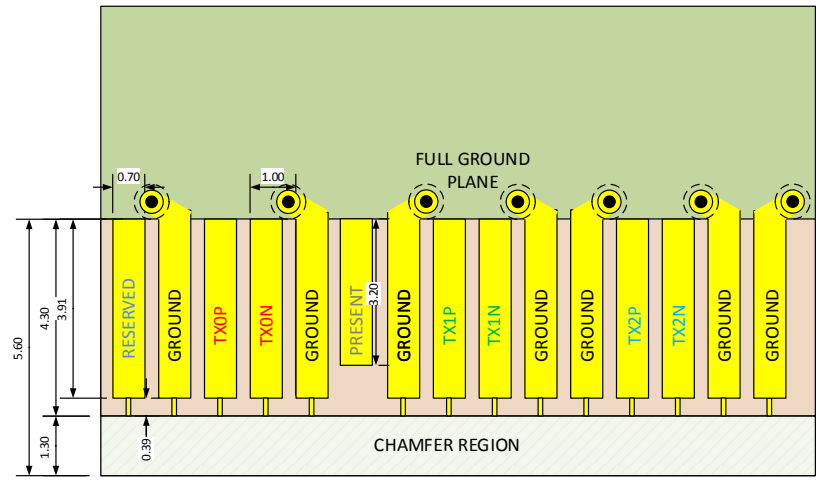 FULL GROUND
PLANE
0.70
1.00
RESERVED
GROUND
TX0P
TX0N
GROUND
PRESENT
3.20
GROUND
TX1P
TX1N
GROUND
GROUND
TX2P
TX2N
GROUND
GROUND
5.60
4.30
3.91
1.30
0.39
CHAMFER REGION